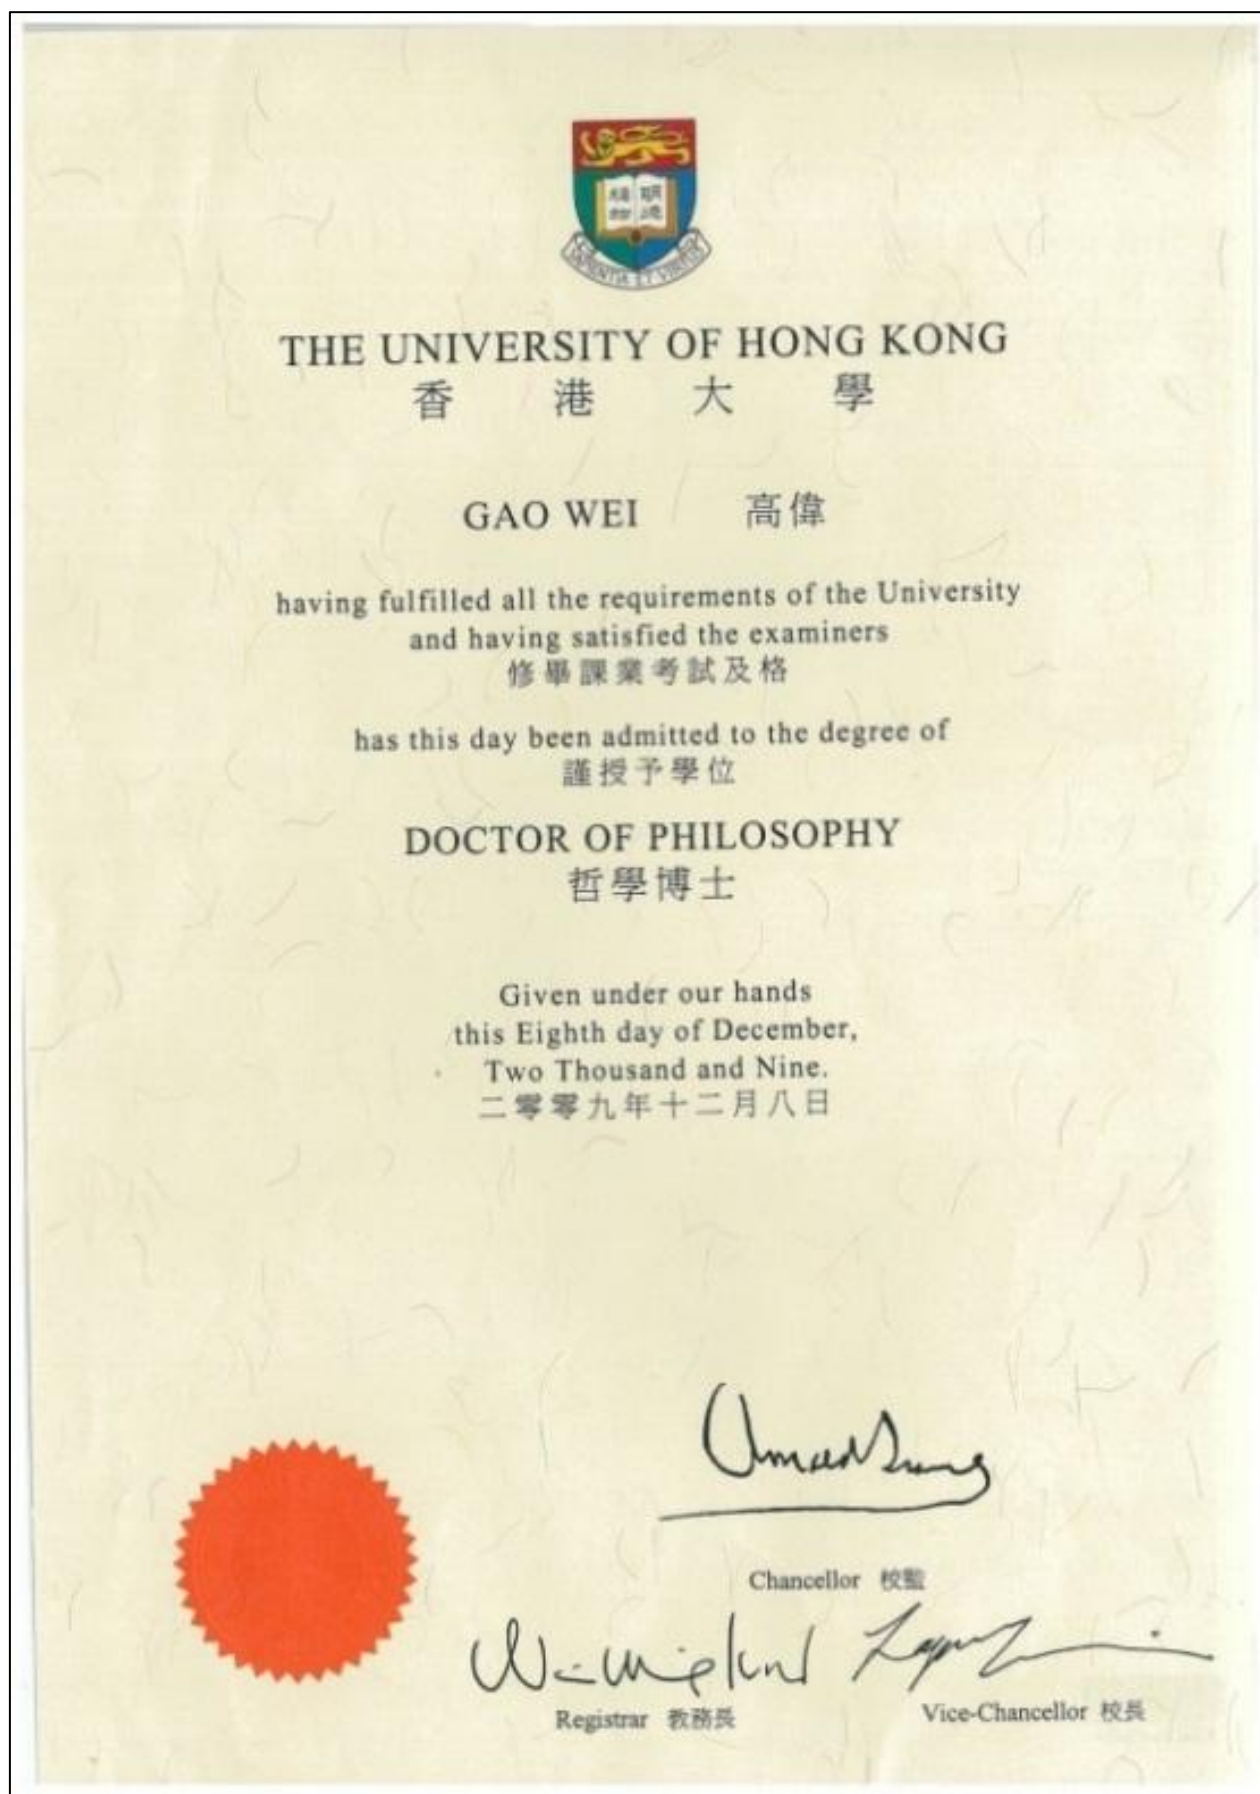 SAPIENTIA ET VIRTUS
THE UNIVERSITY OF HONG KONG
香港大學
GAO WEI 高偉
having fulfilled all the requirements of the University
and having satisfied the examiners
修畢課業考試及格
has this day been admitted to the degree of
謹授予學位
DOCTOR OF PHILOSOPHY
哲學博士
Given under our hands
this Eighth day of December,
Two Thousand and Nine.
二零零九年十二月八日
Chancellor 校監
Registrar 教務長
Vice-Chancellor 校長